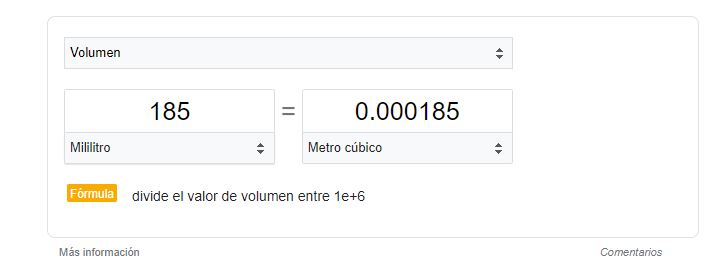 Volumen
185 = 0.000185
Mililitro Metro cúbico
Fórmula divide el valor de volumen entre 1e+6
Más información Comentarios